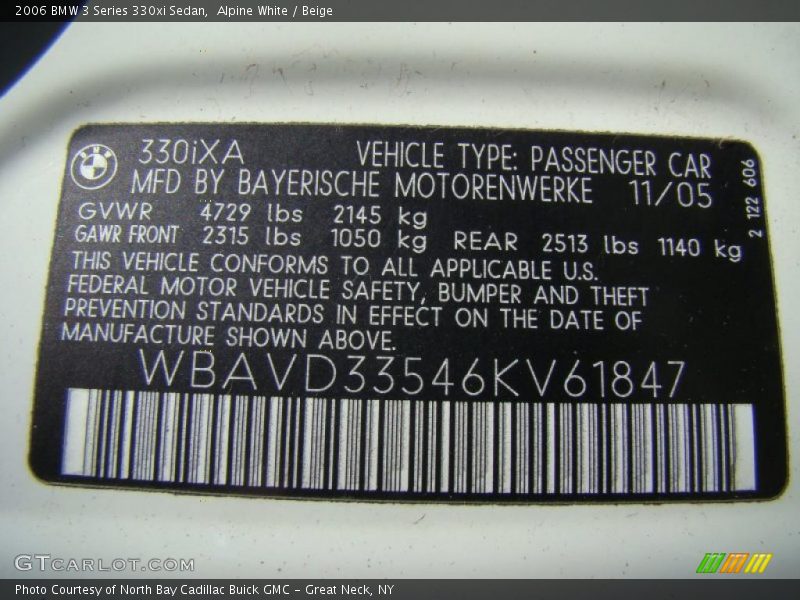 2006 BMW 3 Series 330xi Sedan, Alpine White / Beige
BMW
330iXA VEHICLE TYPE: PASSENGER CAR
MFD BY BAYERISCHE MOTORENWERKE 11/05
GVWR 4729 lbs 2145 kg
GAWR FRONT 2315 lbs 1050 kg REAR 2513 lbs 1140 kg
THIS VEHICLE CONFORMS TO ALL APPLICABLE U.S.
FEDERAL MOTOR VEHICLE SAFETY, BUMPER AND THEFT
PREVENTION STANDARDS IN EFFECT ON THE DATE OF
MANUFACTURE SHOWN ABOVE.
WBAVD33546KV61847
2 122 606
GTCARLOT.COM
Photo Courtesy of North Bay Cadillac Buick GMC - Great Neck, NY